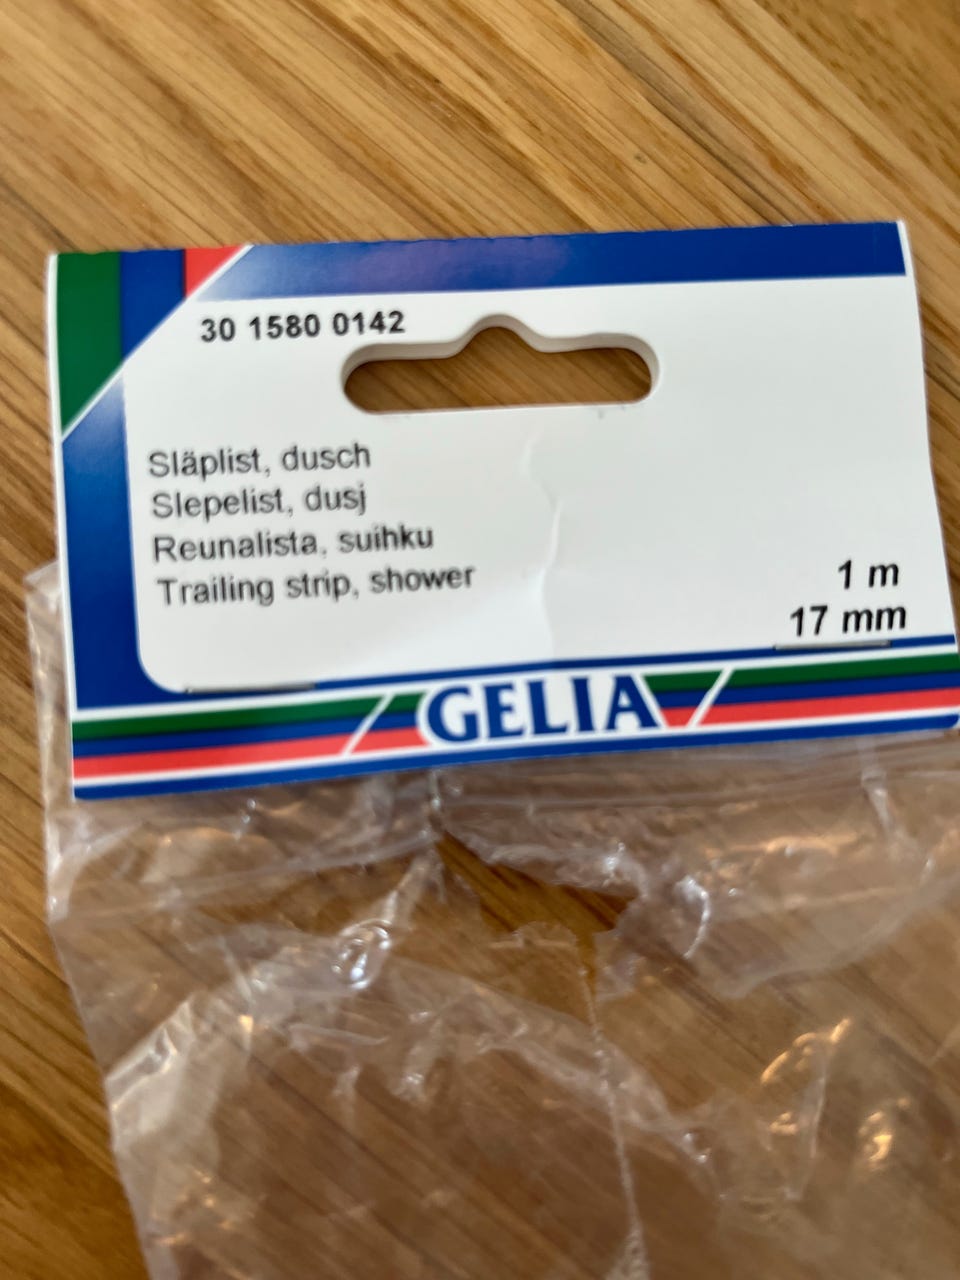 30 1580 0142
Släplist, dusch
Slepelist, dusj
Reunalista, suihku
Trailing strip, shower
1 m
17 mm
GELIA